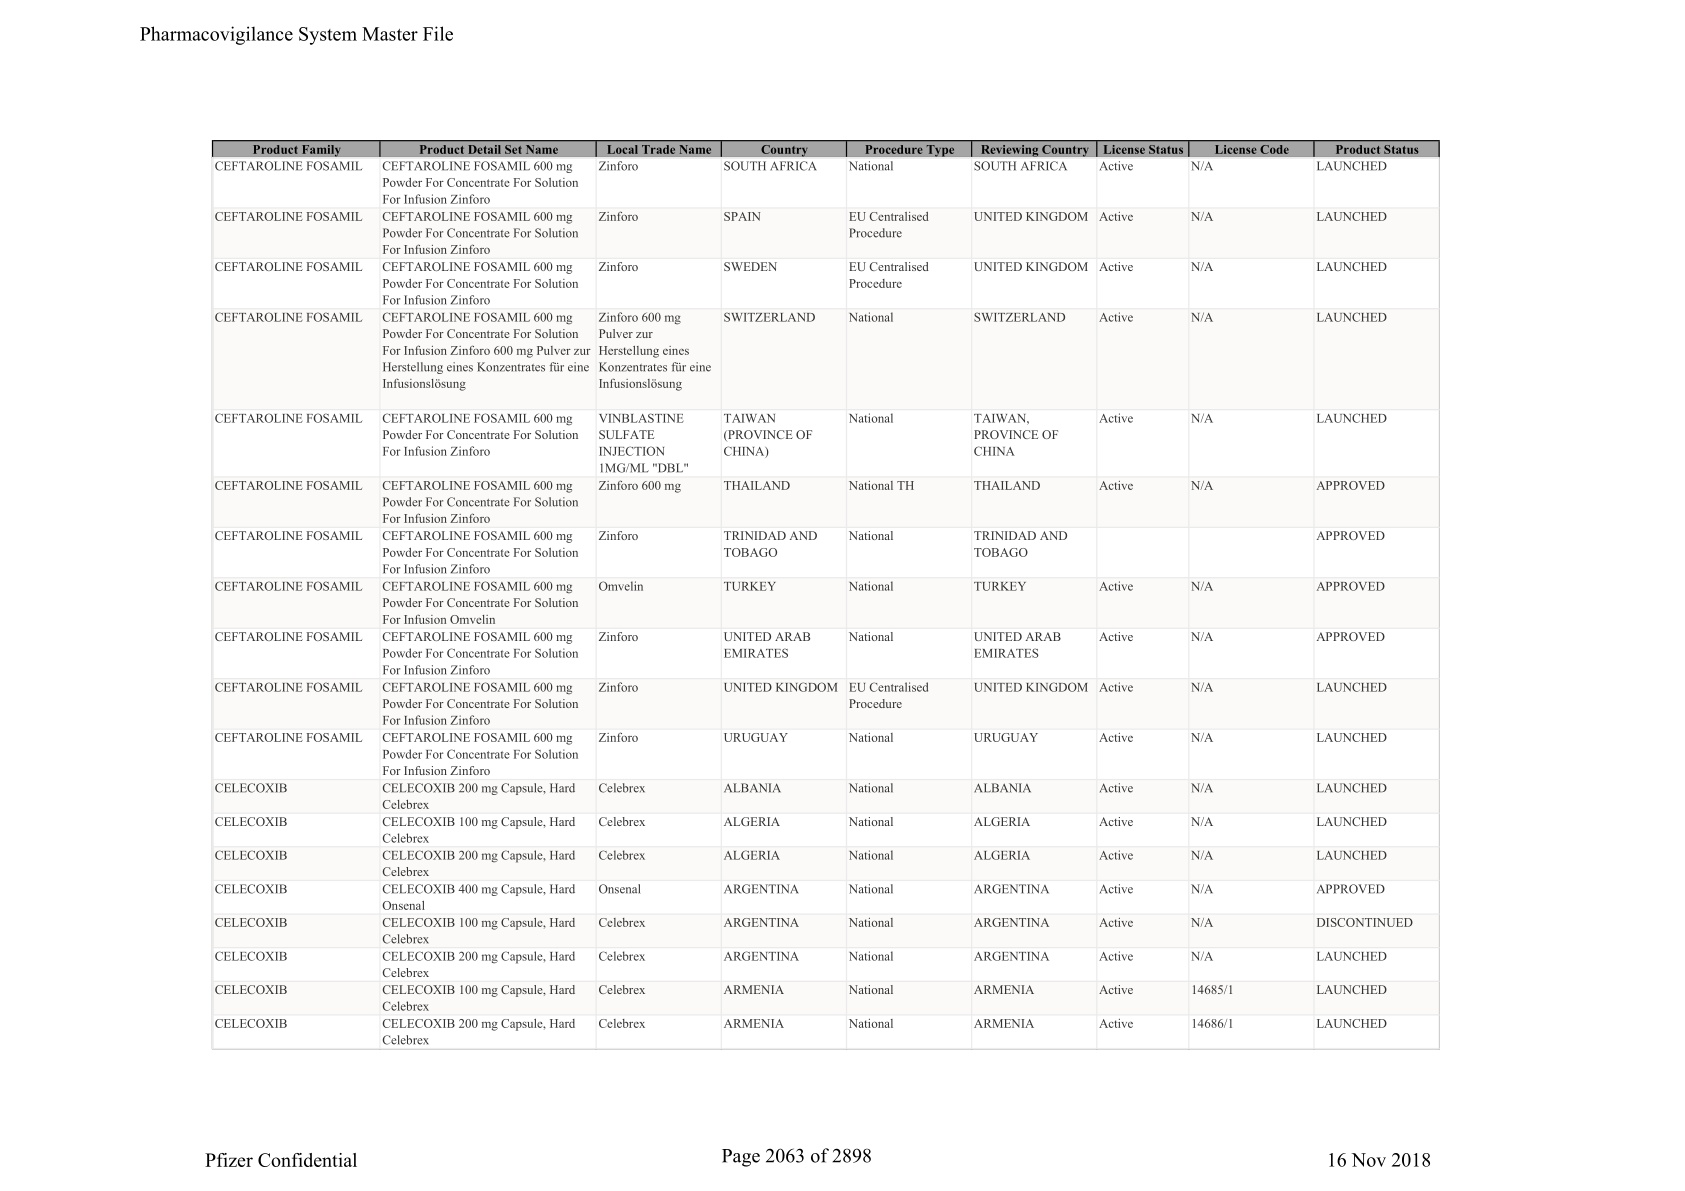 Pharmacovigilance System Master File
Product Family Product Detail Set Name Local Trade Name Country Procedure Type Reviewing Country License Status License Code Product Status
CEFTAROLINE FOSAMIL CEFTAROLINE FOSAMIL 600 mg Zinforo SOUTH AFRICA National SOUTH AFRICA Active N/A LAUNCHED
Powder For Concentrate For Solution
For Infusion Zinforo
CEFTAROLINE FOSAMIL CEFTAROLINE FOSAMIL 600 mg Zinforo SPAIN EU Centralised UNITED KINGDOM Active N/A LAUNCHED
Powder For Concentrate For Solution Procedure
For Infusion Zinforo
CEFTAROLINE FOSAMIL CEFTAROLINE FOSAMIL 600 mg Zinforo SWEDEN EU Centralised UNITED KINGDOM Active N/A LAUNCHED
Powder For Concentrate For Solution Procedure
For Infusion Zinforo
CEFTAROLINE FOSAMIL CEFTAROLINE FOSAMIL 600 mg Zinforo 600 mg SWITZERLAND National SWITZERLAND Active N/A LAUNCHED
Powder For Concentrate For Solution Pulver zur
For Infusion Zinforo 600 mg Pulver zur Herstellung eines
Herstellung eines Konzentrates für eine Konzentrates für eine
Infusionslösung Infusionslösung
CEFTAROLINE FOSAMIL CEFTAROLINE FOSAMIL 600 mg VINBLASTINE TAIWAN National TAIWAN, Active N/A LAUNCHED
Powder For Concentrate For Solution SULFATE (PROVINCE OF PROVINCE OF
For Infusion Zinforo INJECTION CHINA) CHINA
1MG/ML "DBL"
CEFTAROLINE FOSAMIL CEFTAROLINE FOSAMIL 600 mg Zinforo 600 mg THAILAND National TH THAILAND Active N/A APPROVED
Powder For Concentrate For Solution
For Infusion Zinforo
CEFTAROLINE FOSAMIL CEFTAROLINE FOSAMIL 600 mg Zinforo TRINIDAD AND National TRINIDAD AND APPROVED
Powder For Concentrate For Solution TOBAGO TOBAGO
For Infusion Zinforo
CEFTAROLINE FOSAMIL CEFTAROLINE FOSAMIL 600 mg Omvelin TURKEY National TURKEY Active N/A APPROVED
Powder For Concentrate For Solution
For Infusion Omvelin
CEFTAROLINE FOSAMIL CEFTAROLINE FOSAMIL 600 mg Zinforo UNITED ARAB National UNITED ARAB Active N/A APPROVED
Powder For Concentrate For Solution EMIRATES EMIRATES
For Infusion Zinforo
CEFTAROLINE FOSAMIL CEFTAROLINE FOSAMIL 600 mg Zinforo UNITED KINGDOM EU Centralised UNITED KINGDOM Active N/A LAUNCHED
Powder For Concentrate For Solution Procedure
For Infusion Zinforo
CEFTAROLINE FOSAMIL CEFTAROLINE FOSAMIL 600 mg Zinforo URUGUAY National URUGUAY Active N/A LAUNCHED
Powder For Concentrate For Solution
For Infusion Zinforo
CELECOXIB CELECOXIB 200 mg Capsule, Hard Celebrex ALBANIA National ALBANIA Active N/A LAUNCHED
Celebrex
CELECOXIB CELECOXIB 100 mg Capsule, Hard Celebrex ALGERIA National ALGERIA Active N/A LAUNCHED
Celebrex
CELECOXIB CELECOXIB 200 mg Capsule, Hard Celebrex ALGERIA National ALGERIA Active N/A LAUNCHED
Celebrex
CELECOXIB CELECOXIB 400 mg Capsule, Hard Onsenal ARGENTINA National ARGENTINA Active N/A APPROVED
Onsenal
CELECOXIB CELECOXIB 100 mg Capsule, Hard Celebrex ARGENTINA National ARGENTINA Active N/A DISCONTINUED
Celebrex
CELECOXIB CELECOXIB 200 mg Capsule, Hard Celebrex ARGENTINA National ARGENTINA Active N/A LAUNCHED
Celebrex
CELECOXIB CELECOXIB 100 mg Capsule, Hard Celebrex ARMENIA National ARMENIA Active 14685/1 LAUNCHED
Celebrex
CELECOXIB CELECOXIB 200 mg Capsule, Hard Celebrex ARMENIA National ARMENIA Active 14686/1 LAUNCHED
Celebrex
Pfizer Confidential Page 2063 of 2898 16 Nov 2018